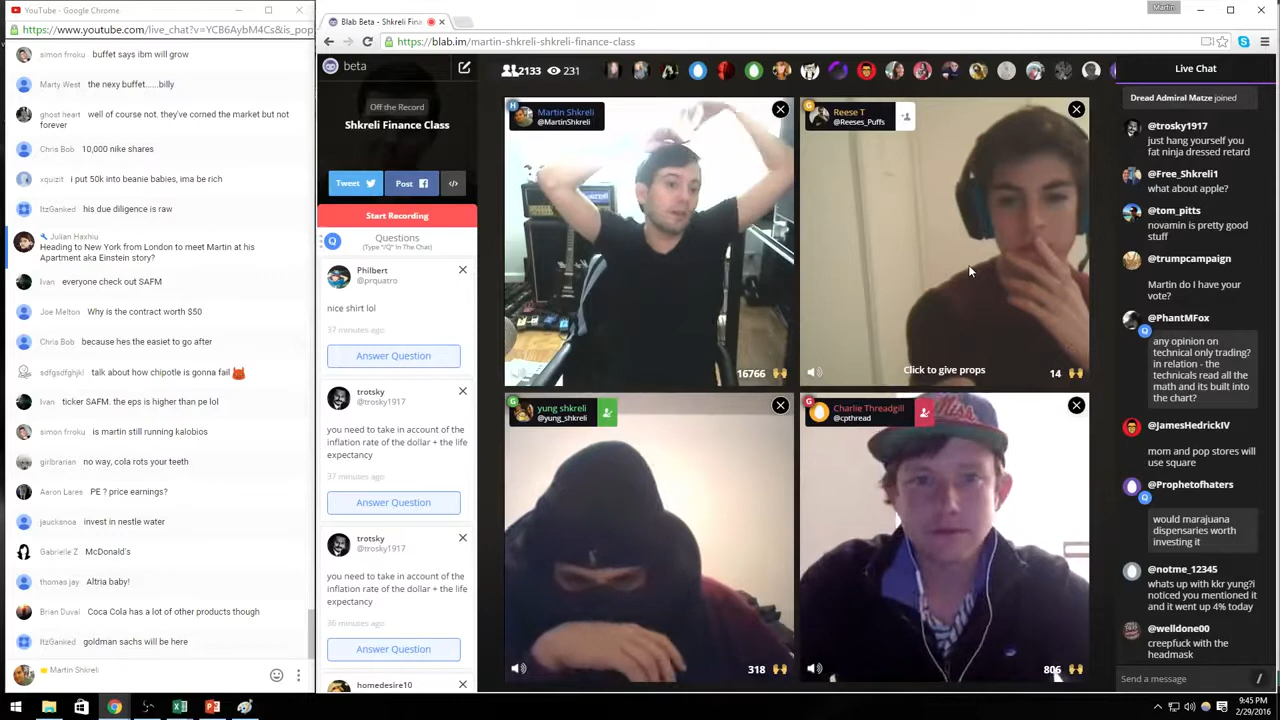 YouTube - Google Chrome
https://www.youtube.com/live_chat?v=YCB6AybM4Cs&is_pop
simon frroku buffet says ibm will grow
Marty West the nexy buffet......billy
ghost heart well of course not. they've corned the market but not
forever
Chris Bob 10,000 nike shares
xquizit i put 50k into beanie babies, ima be rich
ItzGanked his due diligence is raw
Julian Haxhiu
Heading to New York from London to meet Martin at his
Apartment aka Einstein story?
Ivan everyone check out SAFM
Joe Melton Why is the contract worth $50
Chris Bob because hes the easiest to go after
sdfgsdfghjkl talk about how chipotle is gonna fail
Ivan ticker SAFM. the eps is higher than pe lol
simon frroku is martin still running kalobios
girlbrarian no way, cola rots your teeth
Aaron Lares PE ? price earnings?
jaucksnoa invest in nestle water
Gabrielle Z McDonald's
thomas jay Altria baby!
Brian Duval Coca Cola has a lot of other products though
ItzGanked goldman sachs will be here
Martin Shkreli
Blab Beta - Shkreli Fina
Martin
https://blab.im/martin-shkreli-shkreli-finance-class
beta
2133 231
Off the Record
Shkreli Finance Class
Tweet Post </>
Start Recording
Q Questions
(Type "/Q" In The Chat)
Philbert
@prquatro
nice shirt lol
37 minutes ago
Answer Question
trotsky
@trosky1917
you need to take in account of the
inflation rate of the dollar + the life
expectancy
37 minutes ago
Answer Question
trotsky
@trosky1917
you need to take in account of the
inflation rate of the dollar + the life
expectancy
36 minutes ago
Answer Question
homedesire10
H Martin Shkreli
@MartinShkreli
16766
G Reese T
@Reeses_Puffs
Click to give props
14
G yung shkreli
@yung_shkreli
318
G Charlie Threadgill
@cpthread
806
Live Chat
Dread Admiral Matze joined
@trosky1917
just hang yourself you
fat ninja dressed
retard
@Free_Shkreli1
what about apple?
@tom_pitts
novamin is pretty good
stuff
@trumpcampaign
Martin do I have your
vote?
@PhantMFox
Q
any opinion on
technical only trading?
in relation - the
technicals read all the
math and its built into
the chart?
@JamesHedrickIV
mom and pop stores will
use square
@Prophetofhaters
Q
would marajuana
dispensaries worth
investing it
@notme_12345
whats up with kkr yung?i
noticed you mentioned it
and it went up 4% today
@welldone00
creepfuck with the
headmask
Send a message /
9:45 PM
2/29/2016